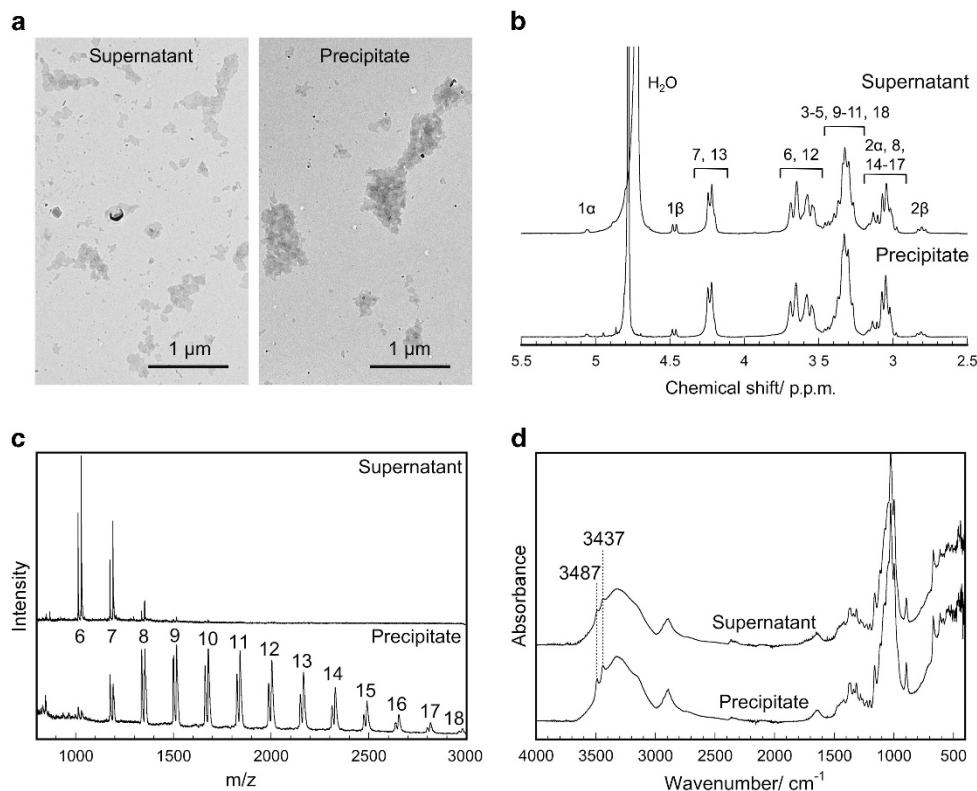 a
Supernatant
Precipitate
1 μm
1 μm
b
H2O
Supernatant
3-5, 9-11, 18
2α, 8,
14-17
7, 13
6, 12
1α
1β
2β
Precipitate
5.5 5 4.5 4 3 5 3 2.5
Chemical shift/ p.p.m.
c
Supernatant
Intensity
6 7 8 9 10 11 12 13 14 15 16 17 18
Precipitate
1000 1500 2000 2500 3000
m/z
d
3437
3487
Absorbance
Supernatant
Precipitate
4000 3500 3000 2500 2000 1500 1000 500
Wavenumber/ cm-1